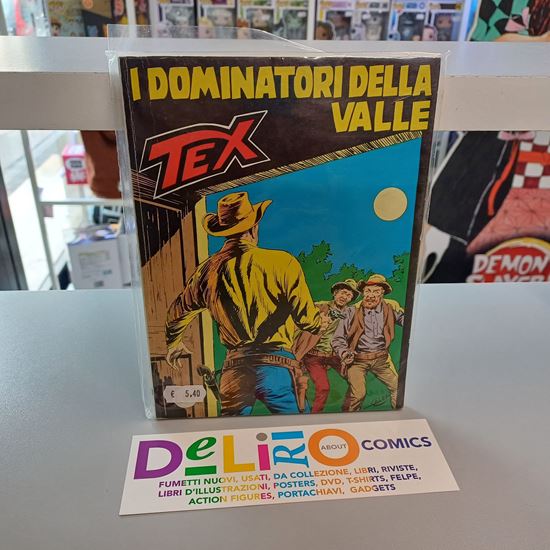 I DOMINATORI DELLA
VALLE
TEX
€ 5,40
DEMON
DeLiRiO ABOUT COMICS
FUMETTI NUOVI, USATI, DA COLLEZIONE, LIBRI, RIVISTE,
LIBRI D'ILLUSTRAZIONI, POSTERS, DVD, T-SHIRTS, FELPE,
ACTION FIGURES, PORTACHIAVI, GADGETS